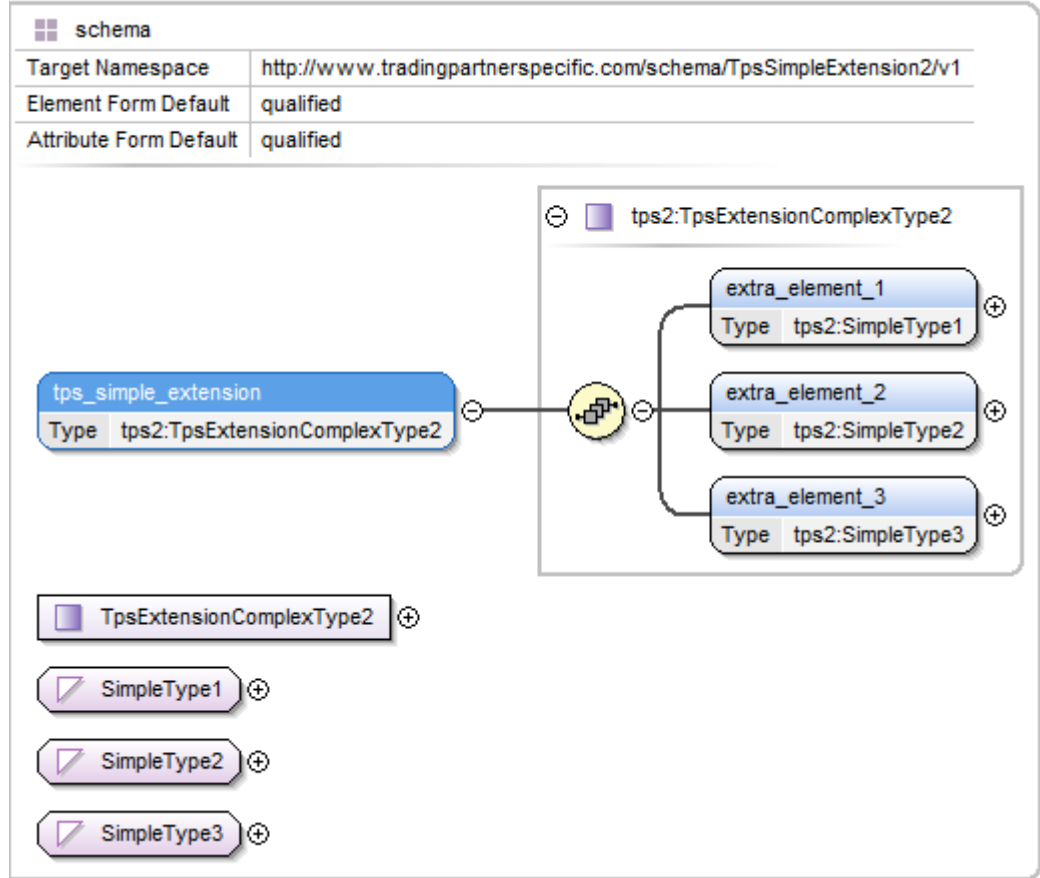 schema
Target Namespace http://www.tradingpartnerspecific.com/schema/TpsSimpleExtension2/v1
Element Form Default qualified
Attribute Form Default qualified
tps2:TpsExtensionComplexType2
extra_element_1
Type tps2:SimpleType1
tps_simple_extension
Type tps2:TpsExtensionComplexType2
extra_element_2
Type tps2:SimpleType2
extra_element_3
Type tps2:SimpleType3
TpsExtensionComplexType2
SimpleType1
SimpleType2
SimpleType3